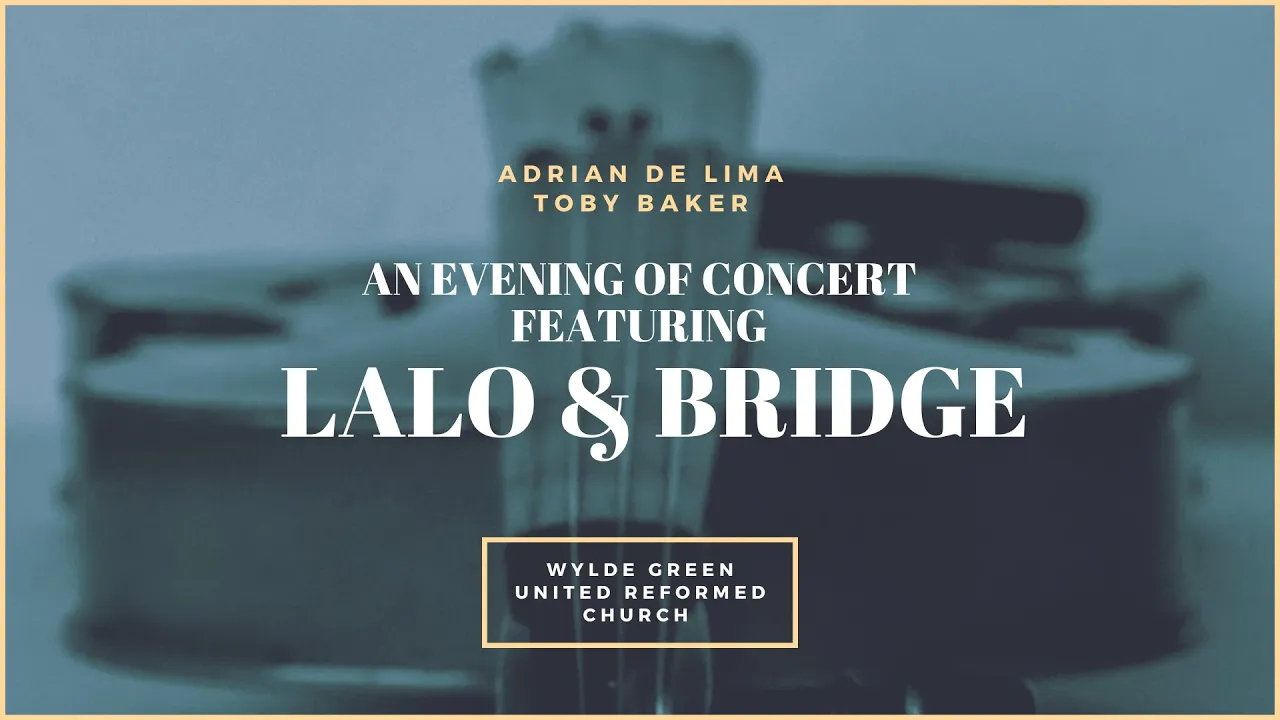 ADRIAN DE LIMA
TOBY BAKER
AN EVENING OF CONCERT
FEATURING
LALO & BRIDGE
WYLDE GREEN
UNITED REFORMED
CHURCH